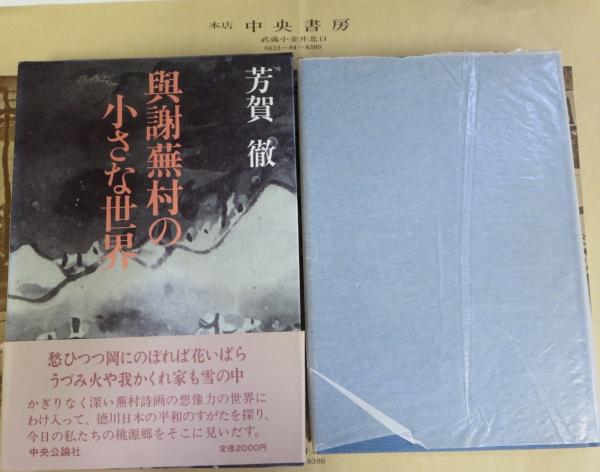 本店 中央書房
武蔵小金井北口
0423-84-8386
芳賀 徹
與謝蕪村の
小さな世界
愁ひつつ岡にのぼれば花いばら
うづみ火や我かくれ家も雪の中
かぎりなく深い蕪村詩画の想像力の世界に
わけ入って、徳川日本の平和のすがたを探り、
今日の私たちの桃源郷をそこに見いだす。
中央公論社
定価2000円
8386